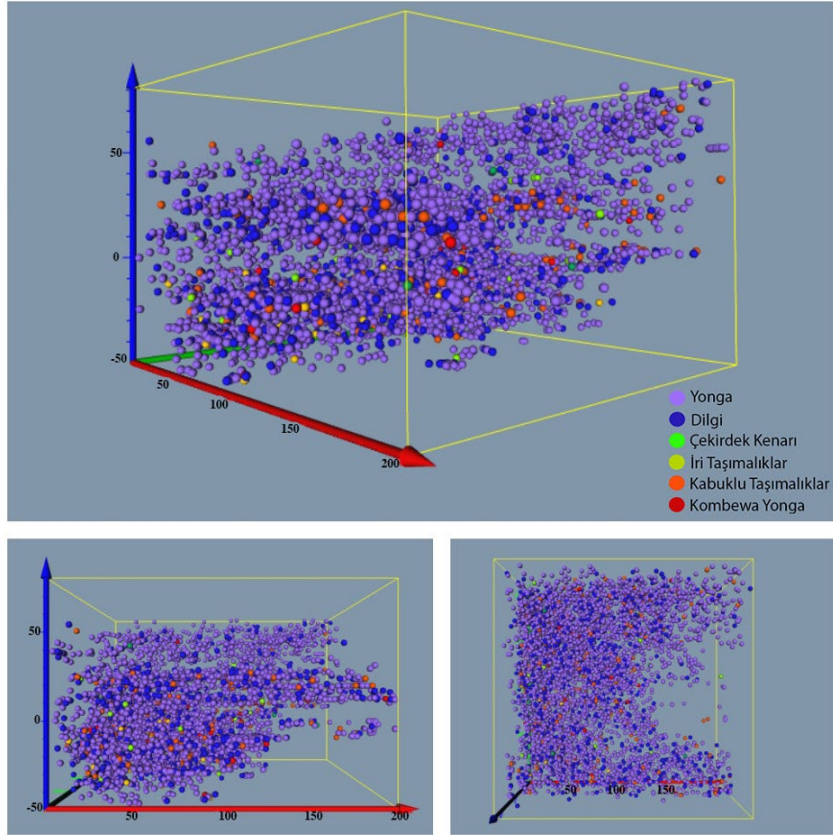 50
0
-50
50
100
150
200
Yonga
Dilgi
Çekirdek Kenarı
İri Taşımalıklar
Kabuklu Taşımalıklar
Kombewa Yonga
50
0
-50
50
100
150
200
50
100
150